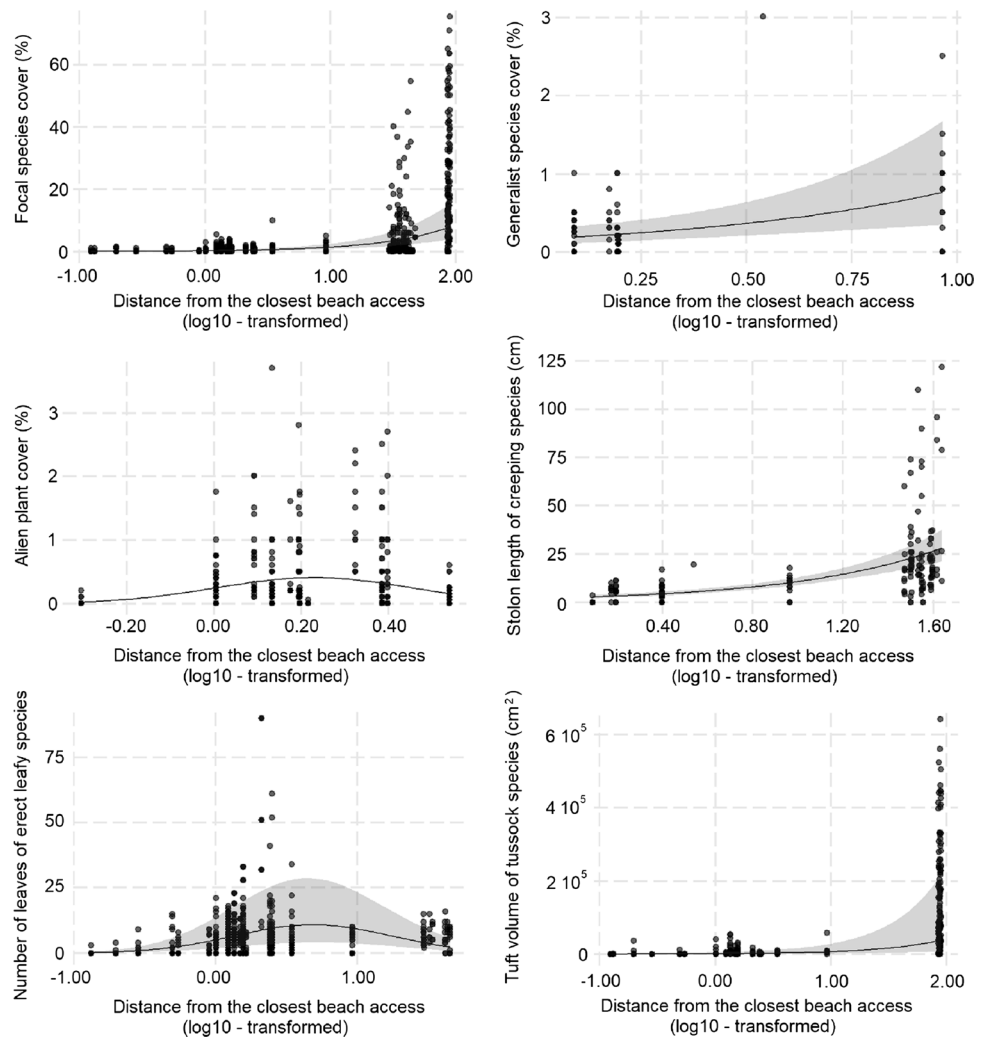 Focal species cover (%)
60
40
20
0
-1.00
0.00
1.00
2.00
Distance from the closest beach access
(log10 - transformed)
Generalist species cover (%)
3
2
1
0
0.25
0.50
0.75
1.00
Distance from the closest beach access
(log10 - transformed)
Alien plant cover (%)
3
2
1
0
-0.20
0.00
0.20
0.40
Distance from the closest beach access
(log10 - transformed)
Stolon length of creeping species (cm)
125
100
75
50
25
0
0.40
0.80
1.20
1.60
Distance from the closest beach access
(log10 - transformed)
Number of leaves of erect leafy species
75
50
25
0
-1.00
0.00
1.00
Distance from the closest beach access
(log10 - transformed)
Tuft volume of tussock species (cm²)
6 10⁵
4 10⁵
2 10⁵
0
-1.00
0.00
1.00
2.00
Distance from the closest beach access
(log10 - transformed)